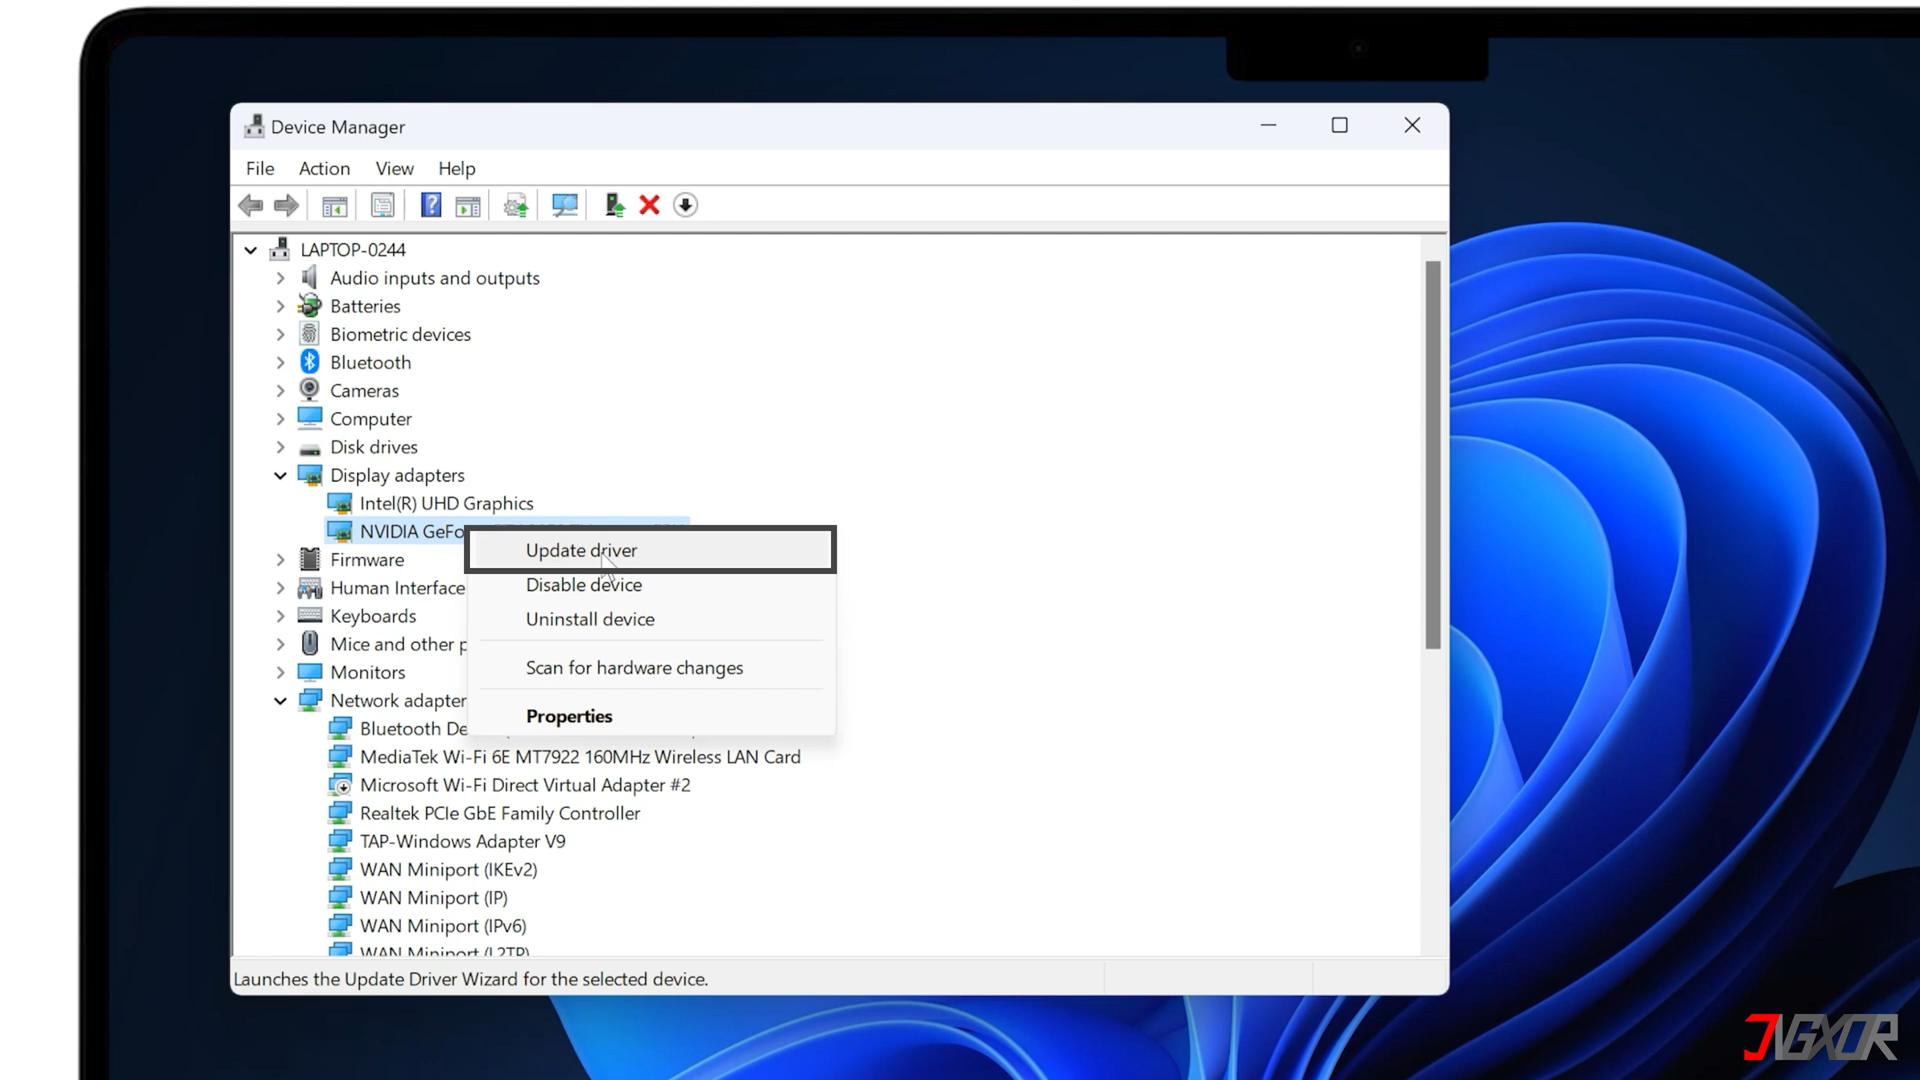 Device Manager
File Action View Help
LAPTOP-0244
Audio inputs and outputs
Batteries
Biometric devices
Bluetooth
Cameras
Computer
Disk drives
Display adapters
Intel(R) UHD Graphics
NVIDIA GeFo
Update driver
Firmware
Disable device
Human Interface
Keyboards
Uninstall device
Mice and other p
Scan for hardware changes
Monitors
Network adapter
Properties
Bluetooth De
MediaTek Wi-Fi 6E MT7922 160MHz Wireless LAN Card
Microsoft Wi-Fi Direct Virtual Adapter #2
Realtek PCIe GbE Family Controller
TAP-Windows Adapter V9
WAN Miniport (IKEv2)
WAN Miniport (IP)
WAN Miniport (IPv6)
WAN Miniport (L2TP)
Launches the Update Driver Wizard for the selected device.
JVGXOR